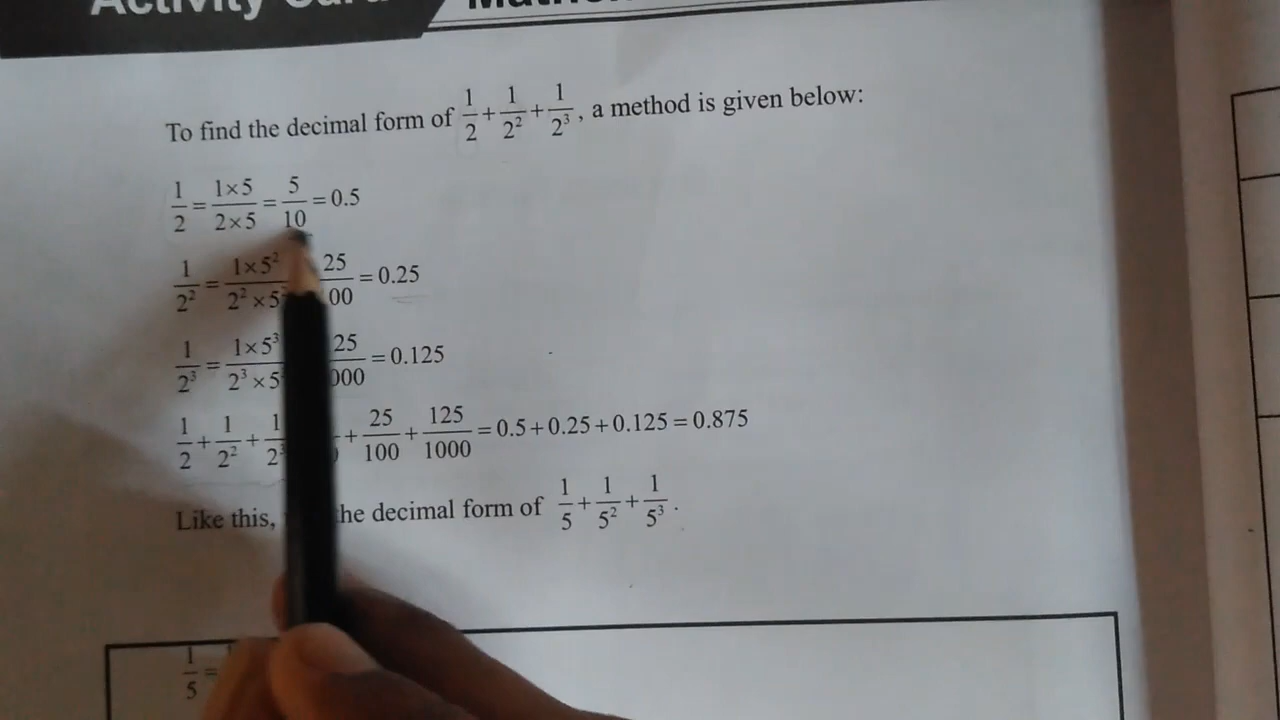 To find the decimal form of 1/2 + 1/2² + 1/2³, a method is given below:
1/2 = 1×5/2×5 = 5/10 = 0.5
1/2² = 1×5²/2²×5 25/00 = 0.25
1/2³ = 1×5³/2³×5 25/000 = 0.125
1/2 + 1/2² + 1/2 + 25/100 + 125/1000 = 0.5 + 0.25 + 0.125 = 0.875
Like this, the decimal form of 1/5 + 1/5² + 1/5³.
1/5 =